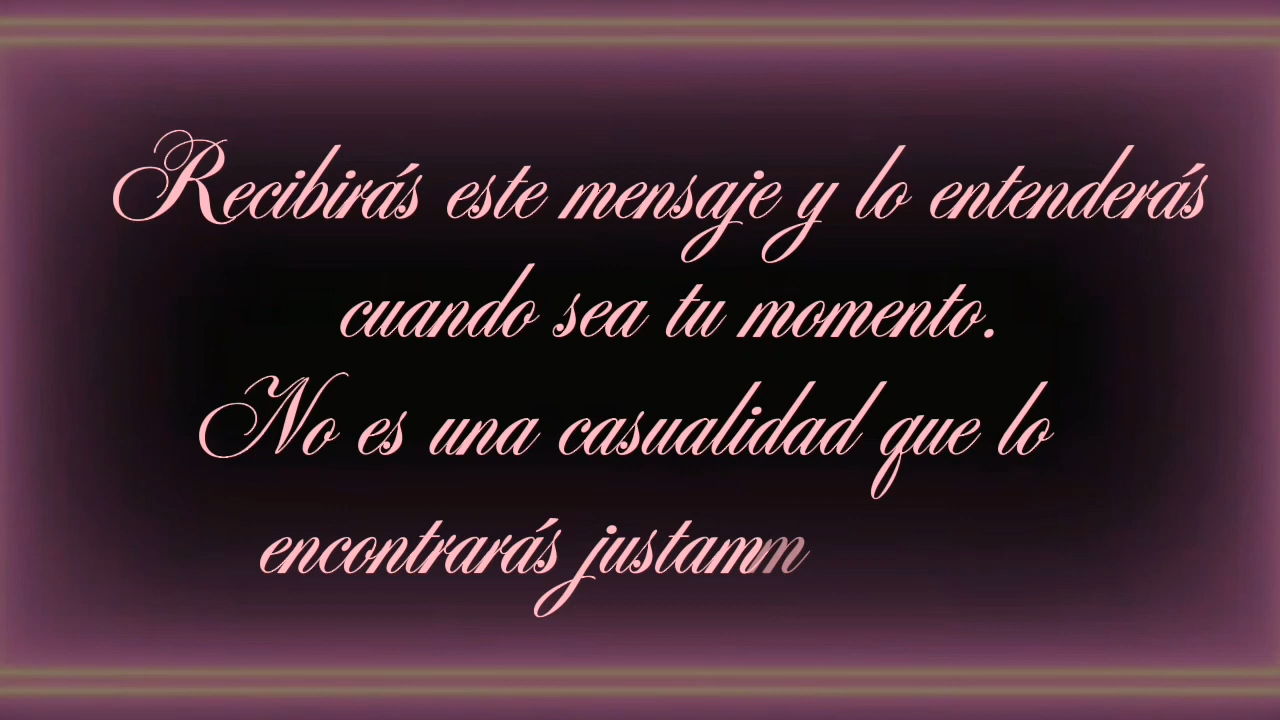 Recibirás este mensaje y lo entenderás
cuando sea tu momento.
No es una casualidad que lo
encontrarás justamm